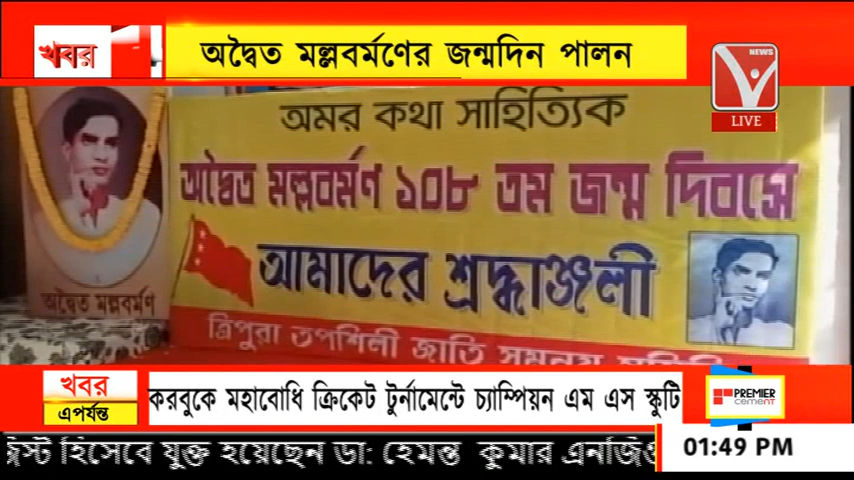 খবর
অদ্বৈত মল্লবর্মণের জন্মদিন পালন
NEWS
LIVE
অমর কথা সাহিত্যিক
অদ্বৈত মল্লবর্মণ ১০৮ তম জন্ম দিবসে
আমাদের শ্রদ্ধাঞ্জলী
অদ্বৈত মল্লবর্মণ
ত্রিপুরা তপশিলী জাতি সমন্বয়
খবর
এপর্যন্ত
করবুকে মহাবোধি ক্রিকেট টুর্নামেন্টে চ্যাম্পিয়ন এম এস স্কুটি
PREMIER
cement
হিসেবে যুক্ত হয়েছেন ডা: হেমন্ত কুমার
01:49 PM